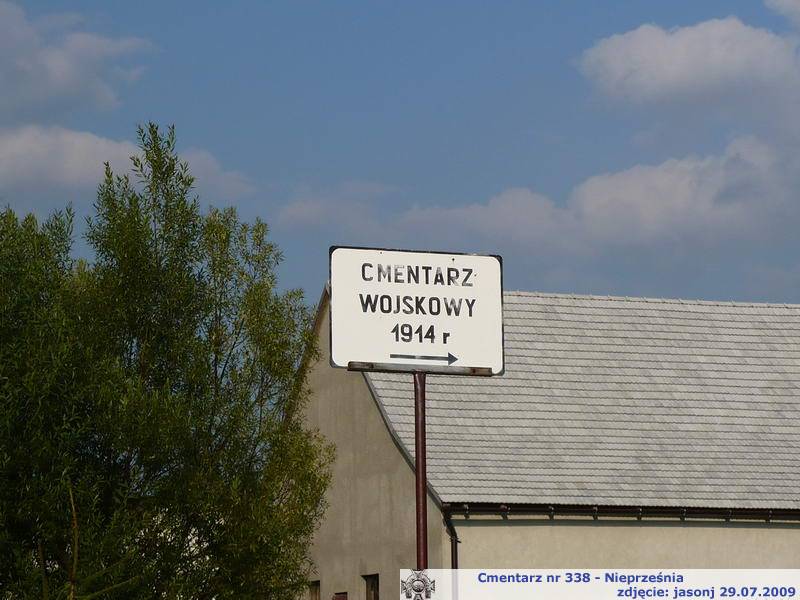 CMENTARZ
WOJSKOWY
1914 r
Cmentarz nr 338 - Nieprześnia
zdjęcie: jasonj 29.07.2009